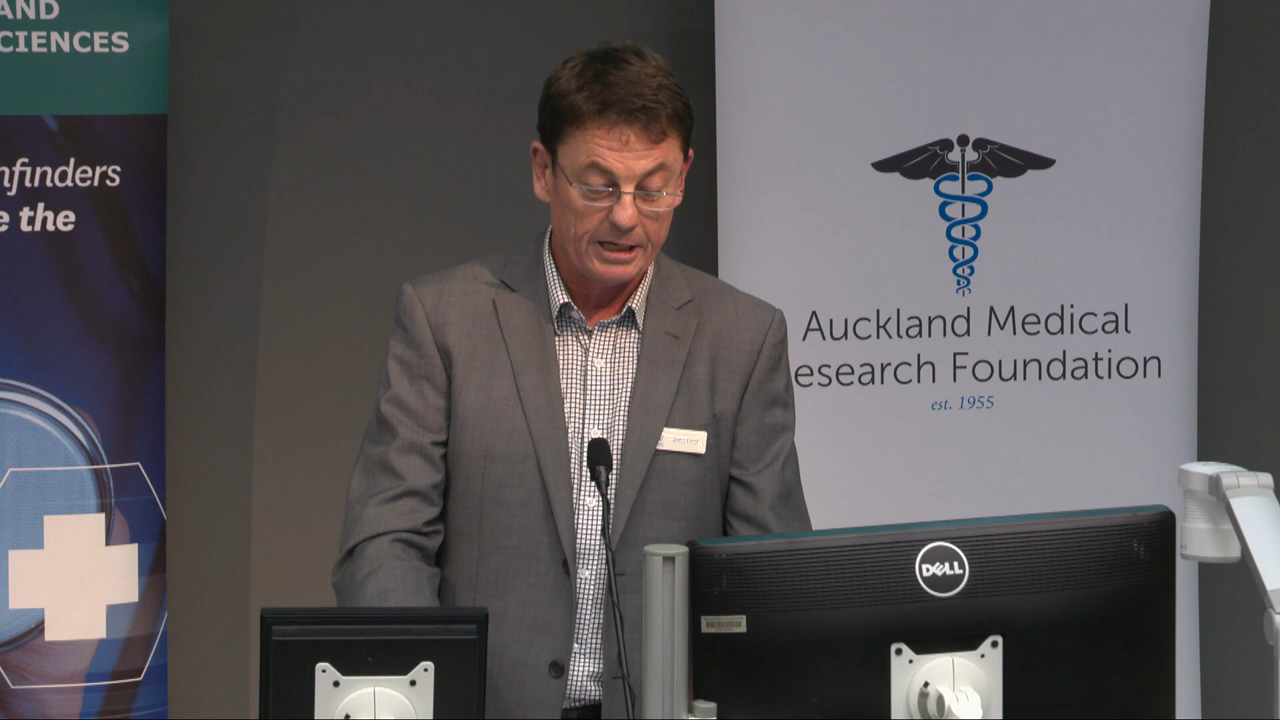 AND
CIENCES
nfinders
e the
Auckland Medical
esearch Foundation
est. 1955
DELL